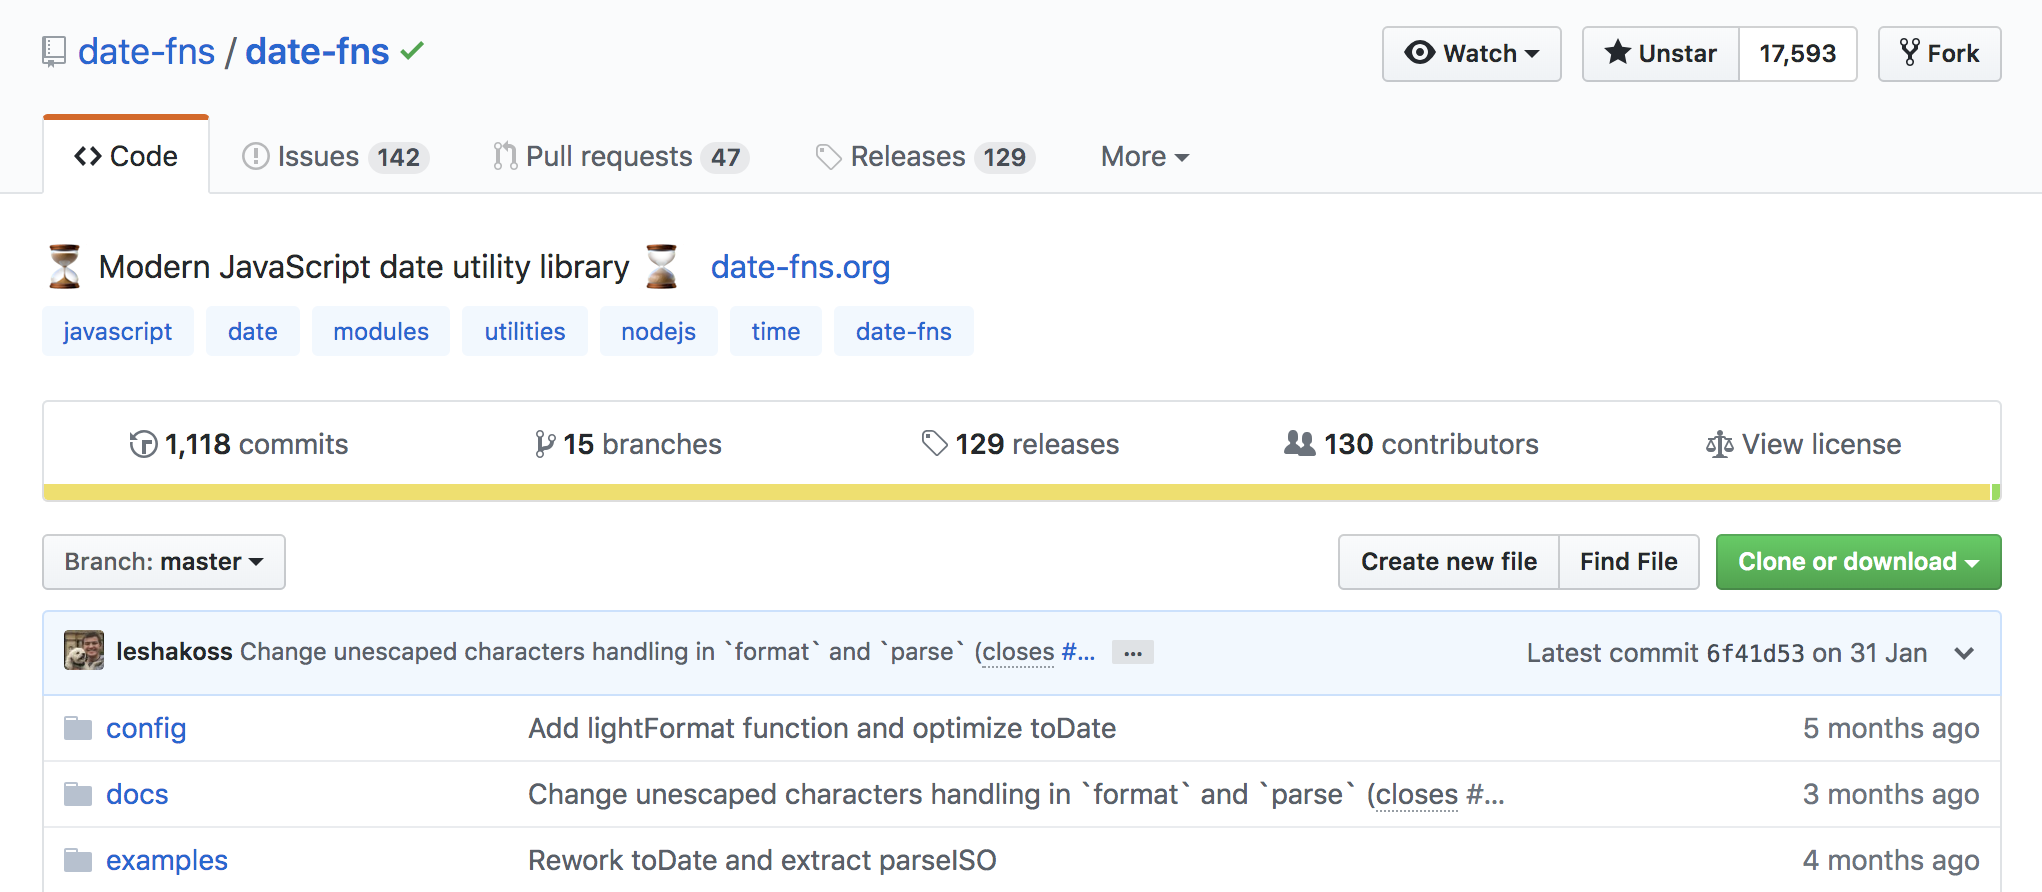 date-fns / date-fns
Watch
Unstar 17,593
Fork
Code
Issues 142
Pull requests 47
Releases 129
More
Modern JavaScript date utility library date-fns.org
javascript date modules utilities nodejs time date-fns
1,118 commits
15 branches
129 releases
130 contributors
View license
Branch: master
Create new file
Find File
Clone or download
leshakoss Change unescaped characters handling in `format` and `parse` (closes #... ...
Latest commit 6f41d53 on 31 Jan
config Add lightFormat function and optimize toDate 5 months ago
docs Change unescaped characters handling in `format` and `parse` (closes #... 3 months ago
examples Rework toDate and extract parseISO 4 months ago